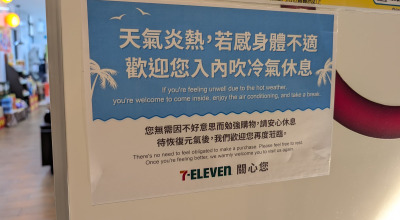 天氣炎熱，若感身體不適
歡迎您入內吹冷氣休息
If you're feeling unwell due to the hot weather,
you're welcome to come inside, enjoy the air conditioning, and take a break.
您無需因不好意思而勉強購物，請安心休息
待恢復元氣後，我們歡迎您再度蒞臨。
There's no need to feel obligated to make a purchase. Please feel free to rest.
Once you're feeling better, we warmly welcome you to visit us again.
7-ELEVEN 關心您